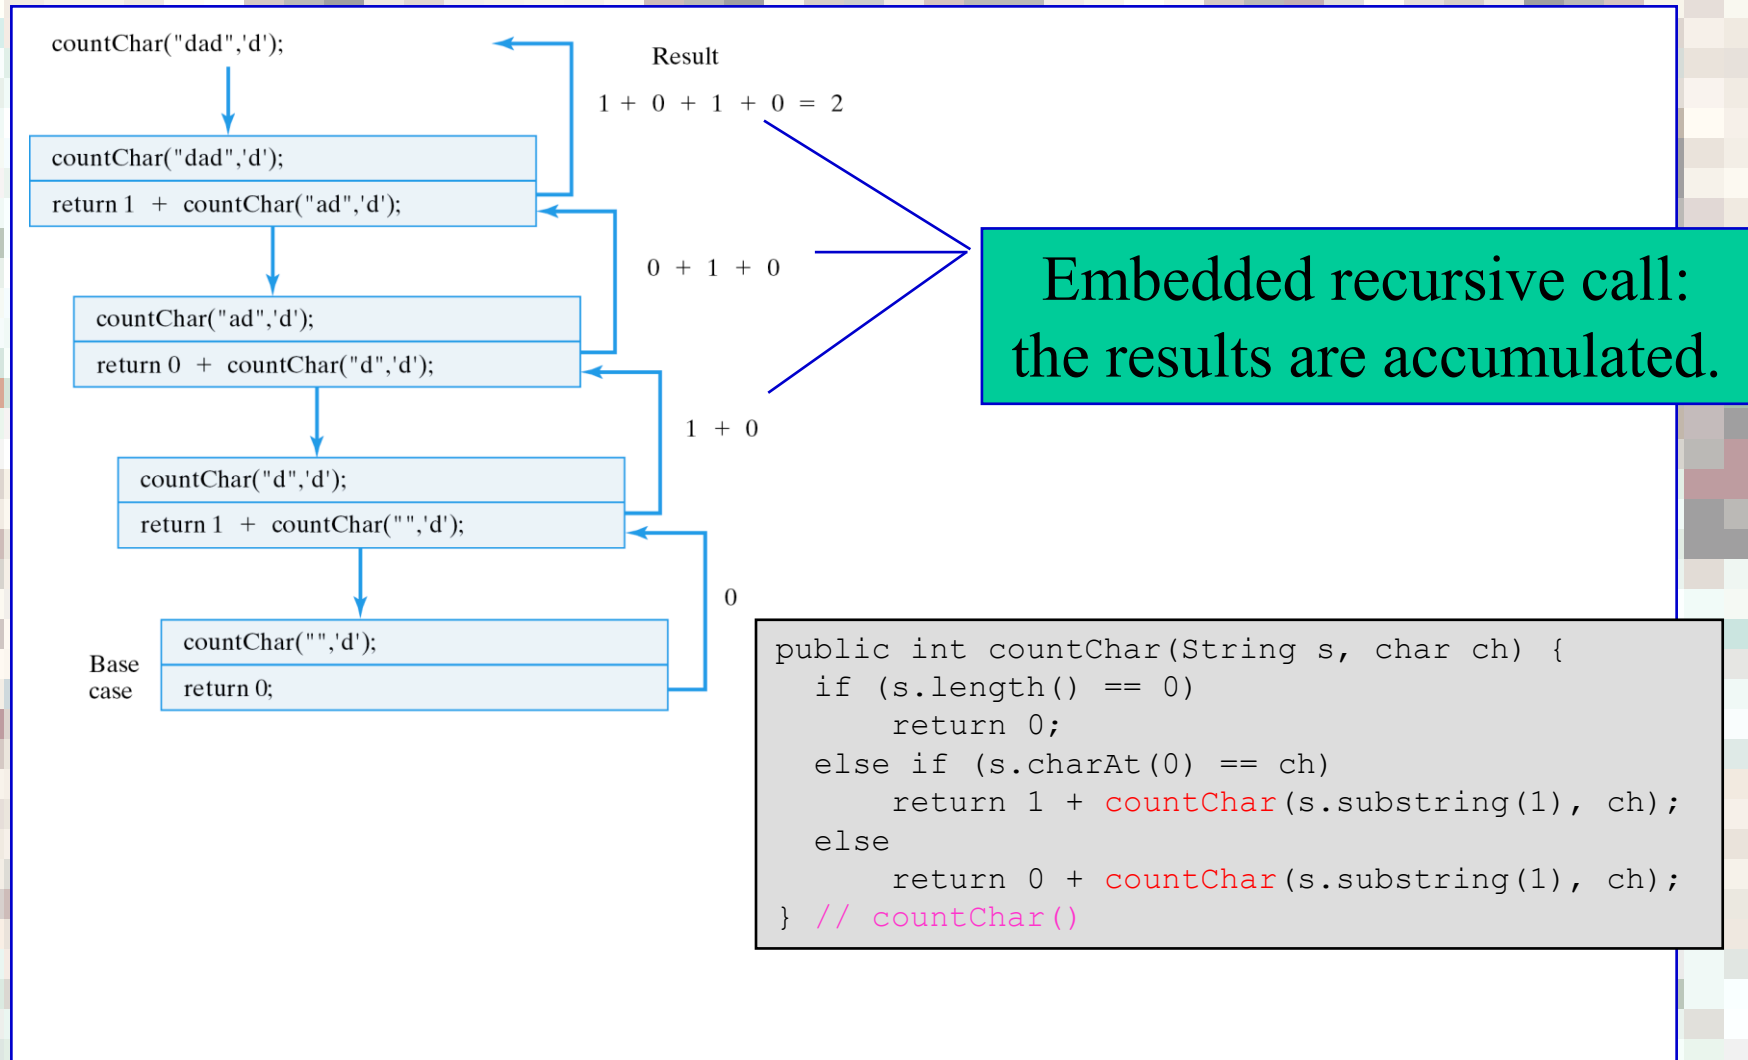 countChar("dad",'d');
Result
1 + 0 + 1 + 0 = 2
countChar("dad",'d');
return 1 + countChar("ad",'d');
0 + 1 + 0
countChar("ad",'d');
return 0 + countChar("d",'d');
1 + 0
countChar("d",'d');
return 1 + countChar("",'d');
0
Base
case
countChar("",'d');
return 0;
Embedded recursive call:
the results are accumulated.
public int countChar(String s, char ch) {
  if (s.length() == 0)
      return 0;
  else if (s.charAt(0) == ch)
      return 1 + countChar(s.substring(1), ch);
  else
      return 0 + countChar(s.substring(1), ch);
} // countChar()